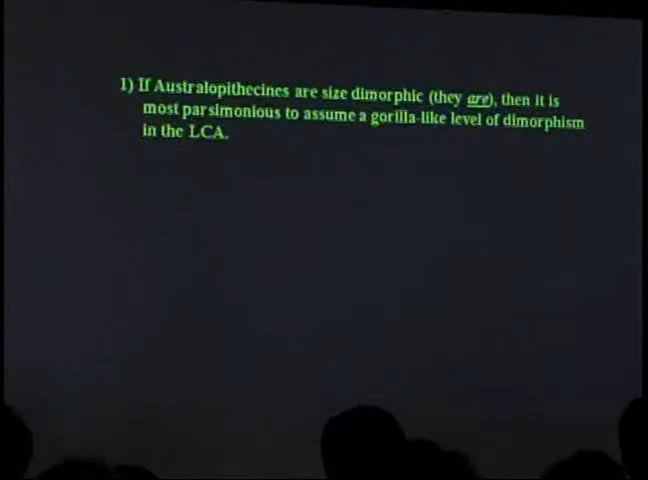 1) If Australopithecines are size dimorphic (they are), then it is
most parsimonious to assume a gorilla-like level of dimorphism
in the LCA.